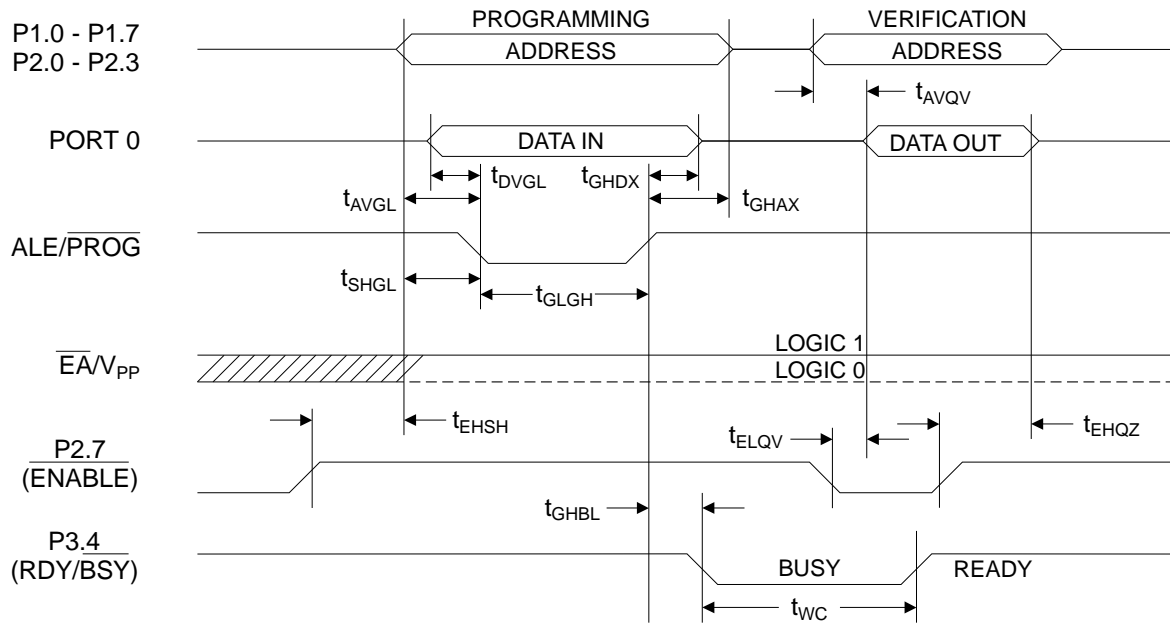 PROGRAMMING VERIFICATION
P1.0 - P1.7
P2.0 - P2.3
ADDRESS ADDRESS
tAVQV
PORT 0 DATA IN DATA OUT
tDVGL tGHDX
tAVGL tGHAX
ALE/PROG
tSHGL tGLGH
LOGIC 1
EA/VPP
LOGIC 0
tEHSH tELQV tEHQZ
P2.7
(ENABLE)
tGHBL
P3.4
(RDY/BSY) BUSY READY
tWC